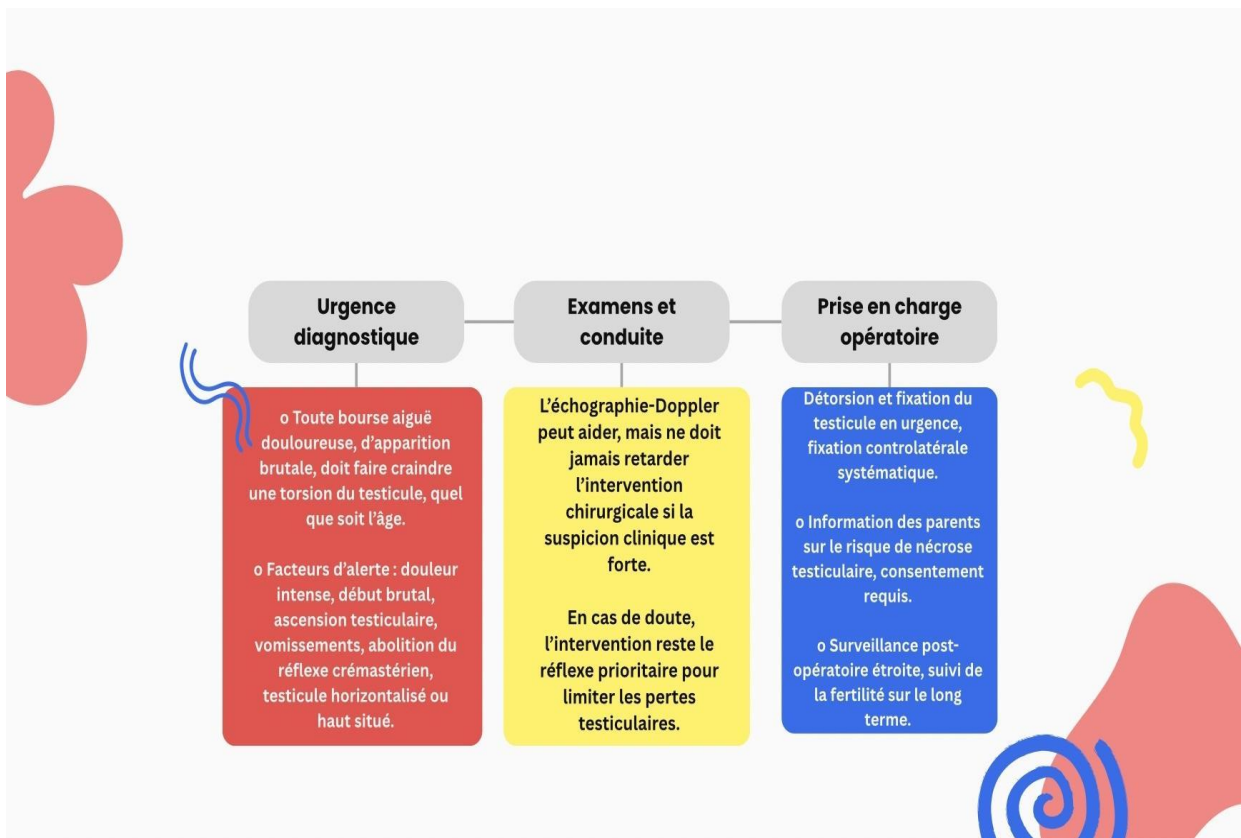 Urgence
diagnostique
Examens et
conduite
Prise en charge
opératoire
o Toute bourse aiguë
douloureuse, d’apparition
brutale, doit faire craindre
une torsion du testicule, quel
que soit l’âge.
o Facteurs d’alerte : douleur
intense, début brutal,
ascension testiculaire,
vomissements, abolition du
réflexe crémastérien,
testicule horizontalisé ou
haut situé.
L’échographie-Doppler
peut aider, mais ne doit
jamais retarder
l’intervention
chirurgicale si la
suspicion clinique est
forte.
En cas de doute,
l’intervention reste le
réflexe prioritaire pour
limiter les pertes
testiculaires.
Détorsion et fixation du
testicule en urgence,
fixation controlatérale
systématique.
o Information des parents
sur le risque de nécrose
testiculaire, consentement
requis.
o Surveillance post-
opératoire étroite, suivi de
la fertilité sur le long
terme.